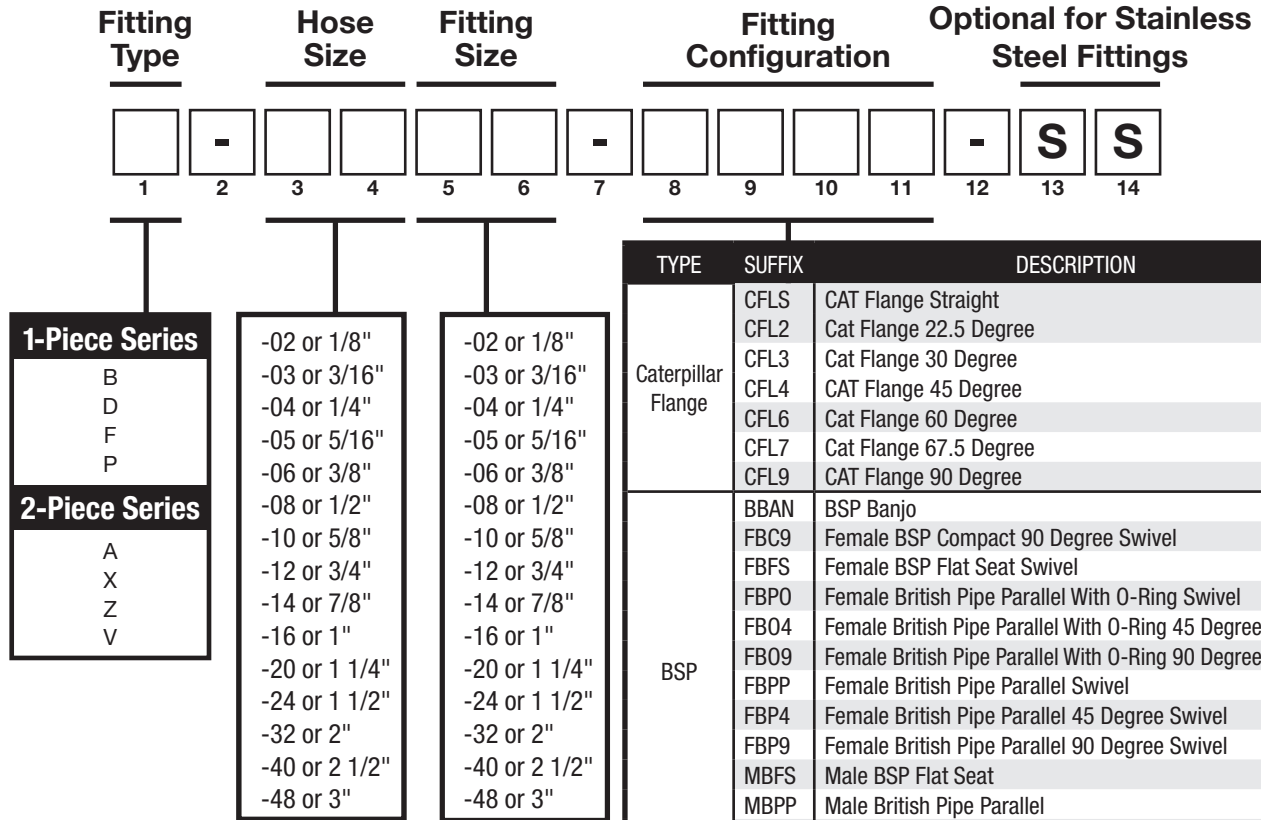 Fitting Type
Hose Size
Fitting Size
Fitting Configuration
Optional for Stainless Steel Fittings
- - - S S
1 2 3 4 5 6 7 8 9 10 11 12 13 14
1-Piece Series
B
D
F
P
2-Piece Series
A
X
Z
V
-02 or 1/8"
-03 or 3/16"
-04 or 1/4"
-05 or 5/16"
-06 or 3/8"
-08 or 1/2"
-10 or 5/8"
-12 or 3/4"
-14 or 7/8"
-16 or 1"
-20 or 1 1/4"
-24 or 1 1/2"
-32 or 2"
-40 or 2 1/2"
-48 or 3"
-02 or 1/8"
-03 or 3/16"
-04 or 1/4"
-05 or 5/16"
-06 or 3/8"
-08 or 1/2"
-10 or 5/8"
-12 or 3/4"
-14 or 7/8"
-16 or 1"
-20 or 1 1/4"
-24 or 1 1/2"
-32 or 2"
-40 or 2 1/2"
-48 or 3"
TYPE SUFFIX DESCRIPTION
Caterpillar Flange
CFLS CAT Flange Straight
CFL2 Cat Flange 22.5 Degree
CFL3 Cat Flange 30 Degree
CFL4 CAT Flange 45 Degree
CFL6 Cat Flange 60 Degree
CFL7 Cat Flange 67.5 Degree
CFL9 CAT Flange 90 Degree
BSP
BBAN BSP Banjo
FBC9 Female BSP Compact 90 Degree Swivel
FBFS Female BSP Flat Seat Swivel
FBPO Female British Pipe Parallel With O-Ring Swivel
FBO4 Female British Pipe Parallel With O-Ring 45 Degree
FBO9 Female British Pipe Parallel With O-Ring 90 Degree
FBPP Female British Pipe Parallel Swivel
FBP4 Female British Pipe Parallel 45 Degree Swivel
FBP9 Female British Pipe Parallel 90 Degree Swivel
MBFS Male BSP Flat Seat
MBPP Male British Pipe Parallel